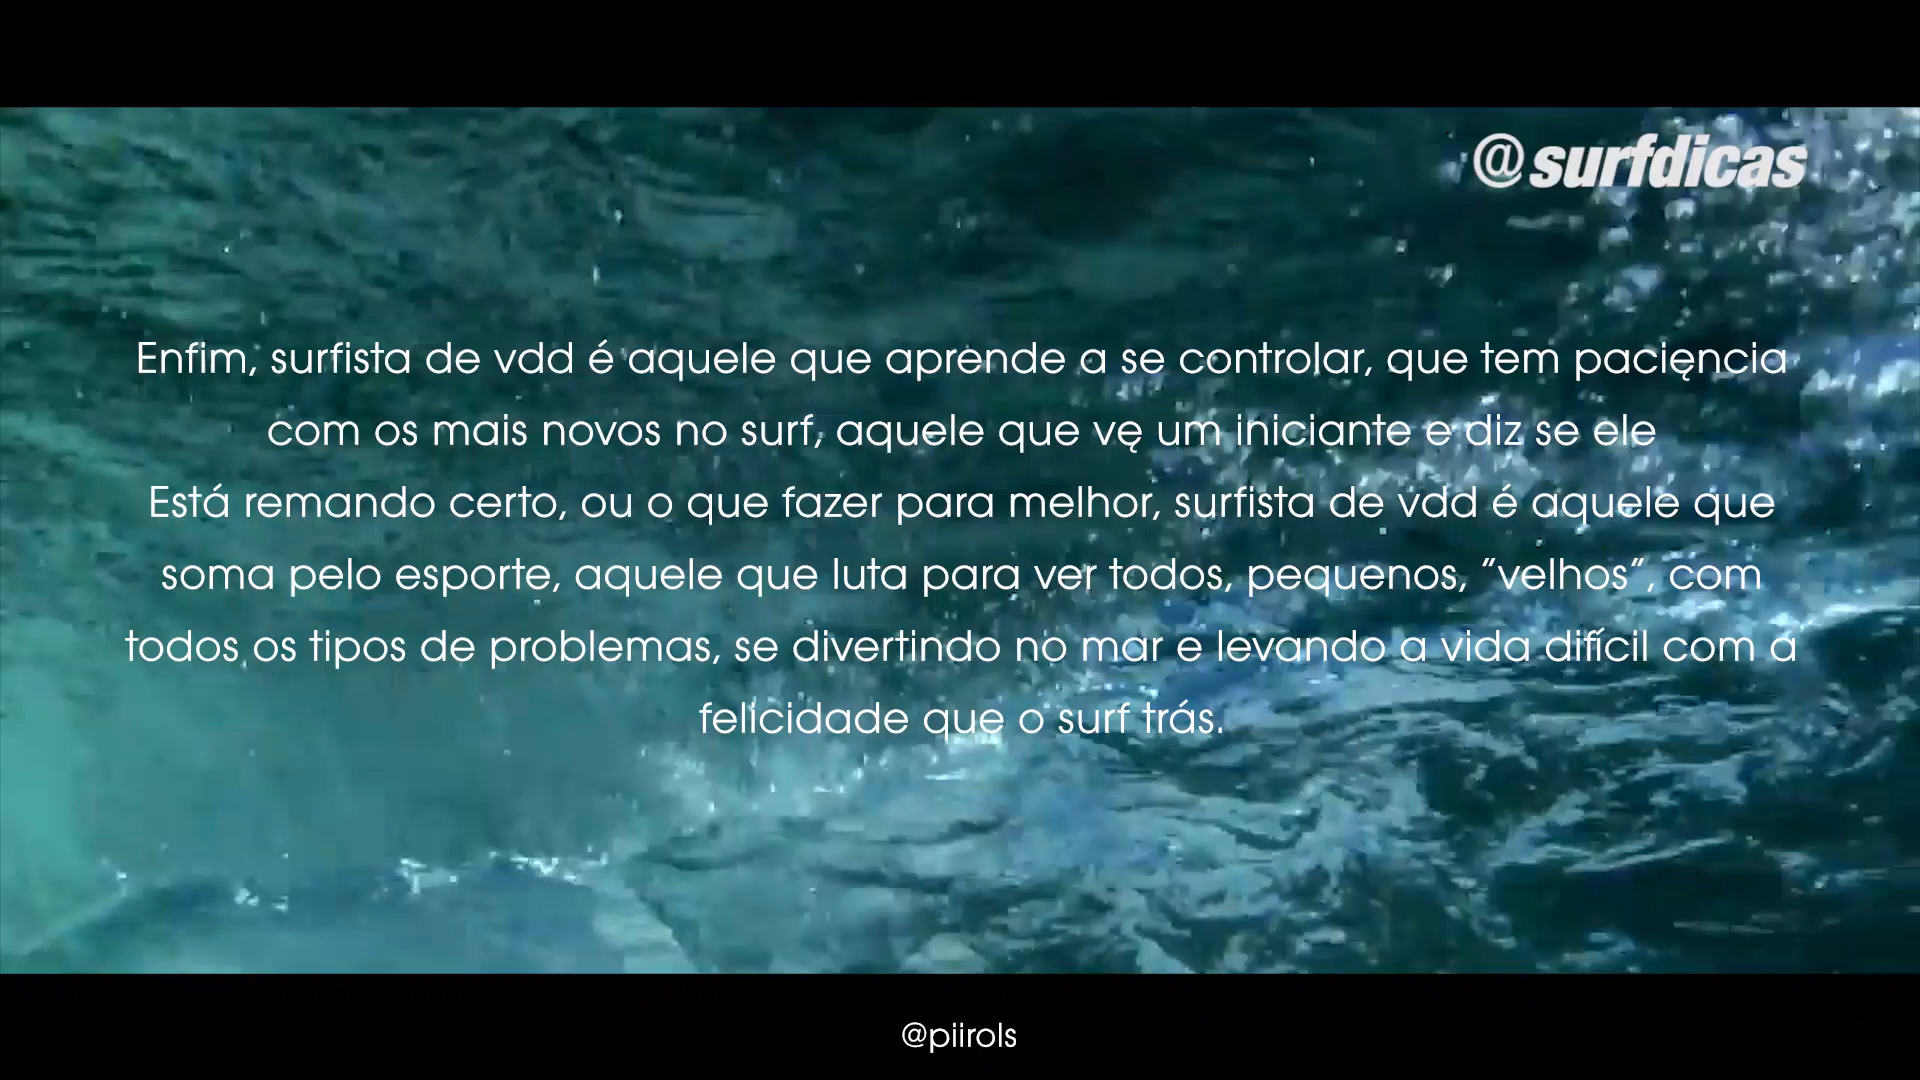 @surfdicas
Enfim, surfista de vdd é aquele que aprende a se controlar, que tem pacięncia
com os mais novos no surf, aquele que vę um iniciante e diz se ele
Está remando certo, ou o que fazer para melhor, surfista de vdd é aquele que
soma pelo esporte, aquele que luta para ver todos, pequenos, "velhos", com
todos os tipos de problemas, se divertindo no mar e levando a vida difícil com a
felicidade que o surf trás.
@piirols